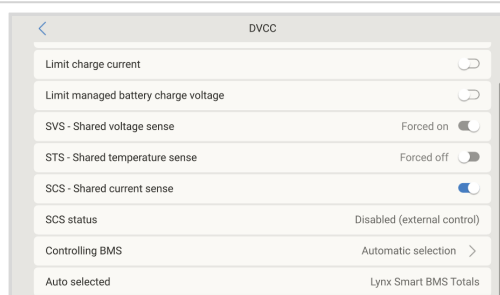 DVCC
Limit charge current
Limit managed battery charge voltage
SVS - Shared voltage sense Forced on
STS - Shared temperature sense Forced off
SCS - Shared current sense
SCS status Disabled (external control)
Controlling BMS Automatic selection
Auto selected Lynx Smart BMS Totals